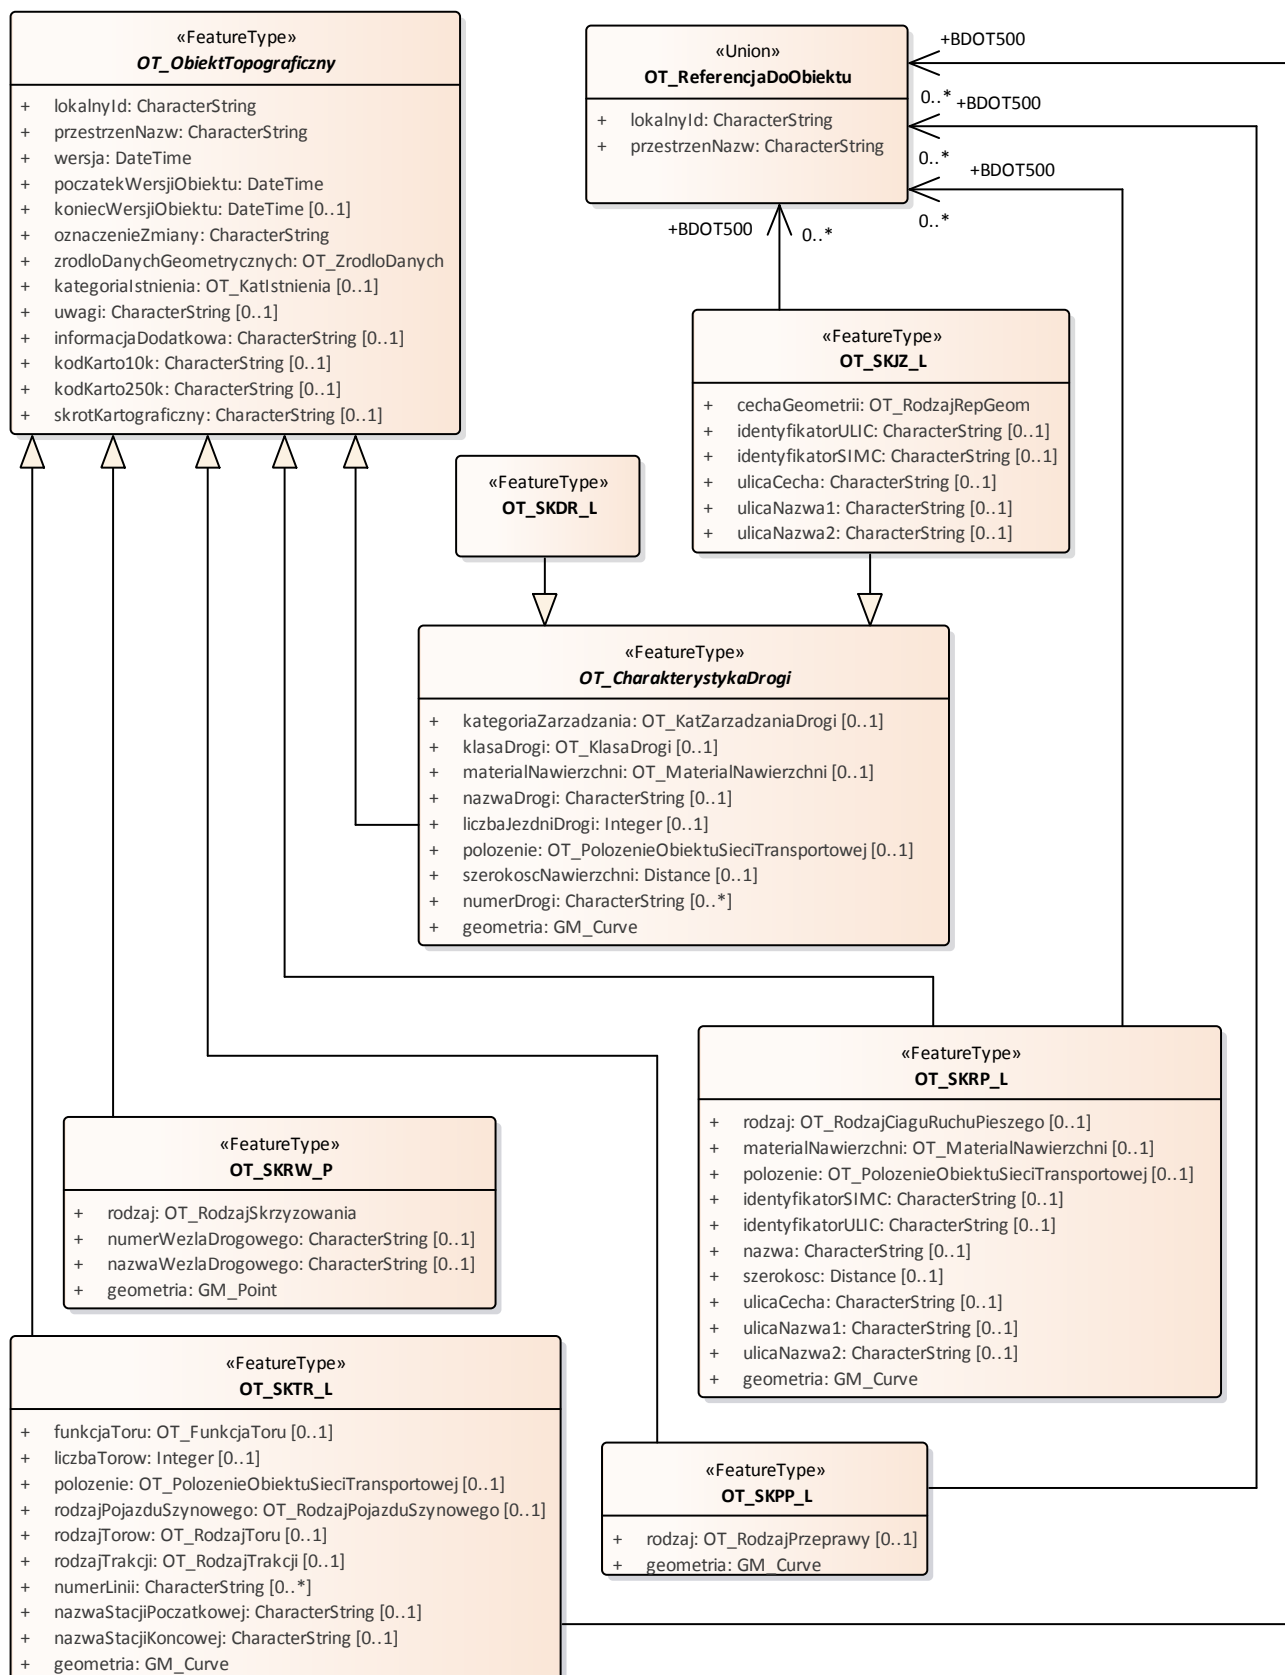 «FeatureType»
OT_ObiektTopograficzny
+ lokalnyId: CharacterString
+ przestrzenNazw: CharacterString
+ wersja: DateTime
+ poczatekWersjiObiektu: DateTime
+ koniecWersjiObiektu: DateTime [0..1]
+ oznaczenieZmiany: CharacterString
+ zrodloDanychGeometrycznych: OT_ZrodloDanych
+ kategoriaIstnienia: OT_KatIstnienia [0..1]
+ uwagi: CharacterString [0..1]
+ informacjaDodatkowa: CharacterString [0..1]
+ kodKarto10k: CharacterString [0..1]
+ kodKarto250k: CharacterString [0..1]
+ skrotKartograficzny: CharacterString [0..1]
«Union»
OT_ReferencjaDoObiektu
+ lokalnyId: CharacterString
+ przestrzenNazw: CharacterString
+BDOT500
0..*
+BDOT500
0..*
+BDOT500
0..*
+BDOT500
0..*
«FeatureType»
OT_SKJZ_L
+ cechaGeometrii: OT_RodzajRepGeom
+ identyfikatorULIC: CharacterString [0..1]
+ identyfikatorSIMC: CharacterString [0..1]
+ ulicaCecha: CharacterString [0..1]
+ ulicaNazwa1: CharacterString [0..1]
+ ulicaNazwa2: CharacterString [0..1]
«FeatureType»
OT_SKDR_L
«FeatureType»
OT_CharakterystykaDrogi
+ kategoriaZarzadzania: OT_KatZarzadzaniaDrogi [0..1]
+ klasaDrogi: OT_KlasaDrogi [0..1]
+ materialNawierzchni: OT_MaterialNawierzchni [0..1]
+ nazwaDrogi: CharacterString [0..1]
+ liczbaJezdniDrogi: Integer [0..1]
+ polozenie: OT_PolozenieObiektuSieciTransportowej [0..1]
+ szerokoscNawierzchni: Distance [0..1]
+ numerDrogi: CharacterString [0..*]
+ geometria: GM_Curve
«FeatureType»
OT_SKRP_L
+ rodzaj: OT_RodzajCiaguRuchuPieszego [0..1]
+ materialNawierzchni: OT_MaterialNawierzchni [0..1]
+ polozenie: OT_PolozenieObiektuSieciTransportowej [0..1]
+ identyfikatorSIMC: CharacterString [0..1]
+ identyfikatorULIC: CharacterString [0..1]
+ nazwa: CharacterString [0..1]
+ szerokosc: Distance [0..1]
+ ulicaCecha: CharacterString [0..1]
+ ulicaNazwa1: CharacterString [0..1]
+ ulicaNazwa2: CharacterString [0..1]
+ geometria: GM_Curve
«FeatureType»
OT_SKRW_P
+ rodzaj: OT_RodzajSkrzyzowania
+ numerWezlaDrogowego: CharacterString [0..1]
+ nazwaWezlaDrogowego: CharacterString [0..1]
+ geometria: GM_Point
«FeatureType»
OT_SKTR_L
+ funkcjaToru: OT_FunkcjaToru [0..1]
+ liczbaTorow: Integer [0..1]
+ polozenie: OT_PolozenieObiektuSieciTransportowej [0..1]
+ rodzajPojazduSzynowego: OT_RodzajPojazduSzynowego [0..1]
+ rodzajTorow: OT_RodzajToru [0..1]
+ rodzajTrakcji: OT_RodzajTrakcji [0..1]
+ numerLinii: CharacterString [0..*]
+ nazwaStacjiPoczatkowej: CharacterString [0..1]
+ nazwaStacjiKoncowej: CharacterString [0..1]
+ geometria: GM_Curve
«FeatureType»
OT_SKPP_L
+ rodzaj: OT_RodzajPrzeprawy [0..1]
+ geometria: GM_Curve